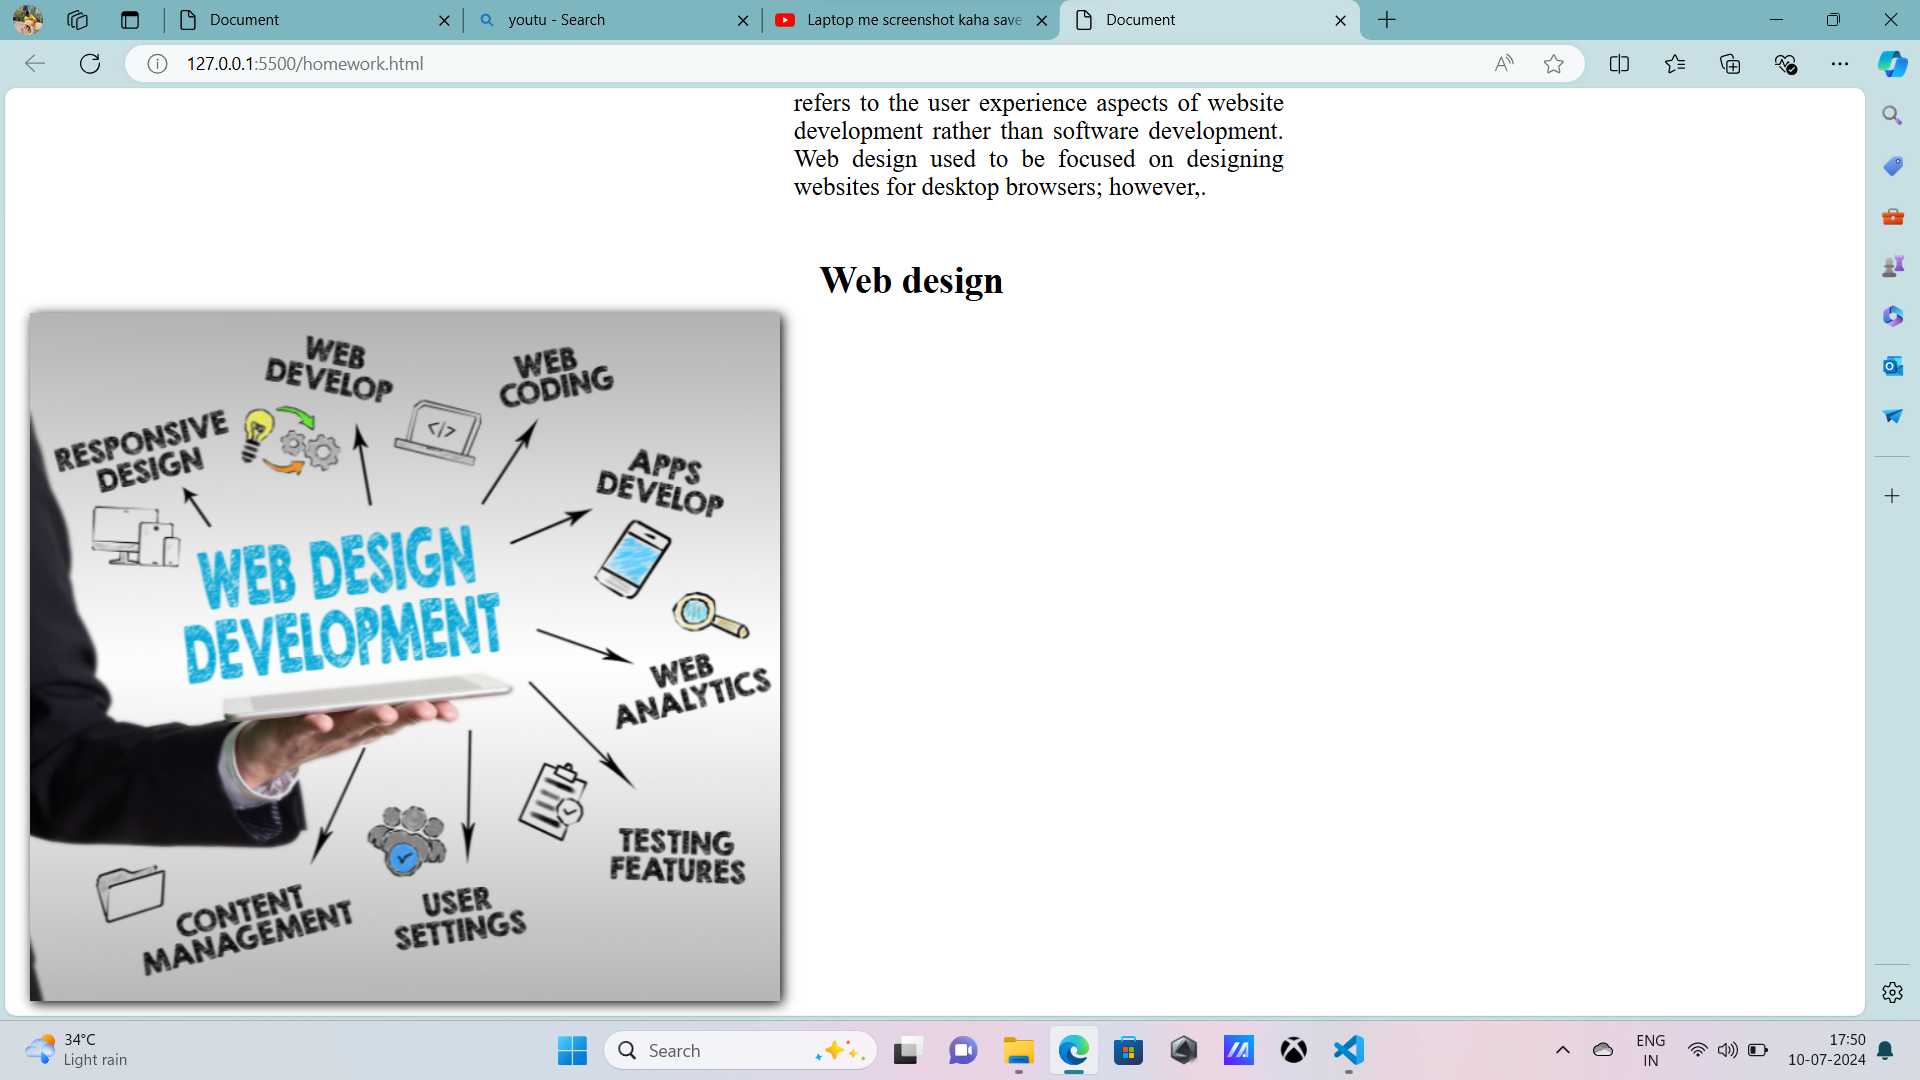 Document
youtu - Search
Laptop me screenshot kaha save
Document
127.0.0.1:5500/homework.html
refers to the user experience aspects of website
development rather than software development.
Web design used to be focused on designing
websites for desktop browsers; however,.
Web design
WEB
DEVELOP
WEB
CODING
RESPONSIVE
DESIGN
</>
APPS
DEVELOP
WEB DESIGN
DEVELOPMENT
WEB
ANALYTICS
TESTING
FEATURES
CONTENT
MANAGEMENT
USER
SETTINGS
34°C
Light rain
Search
ENG
IN
17:50
10-07-2024